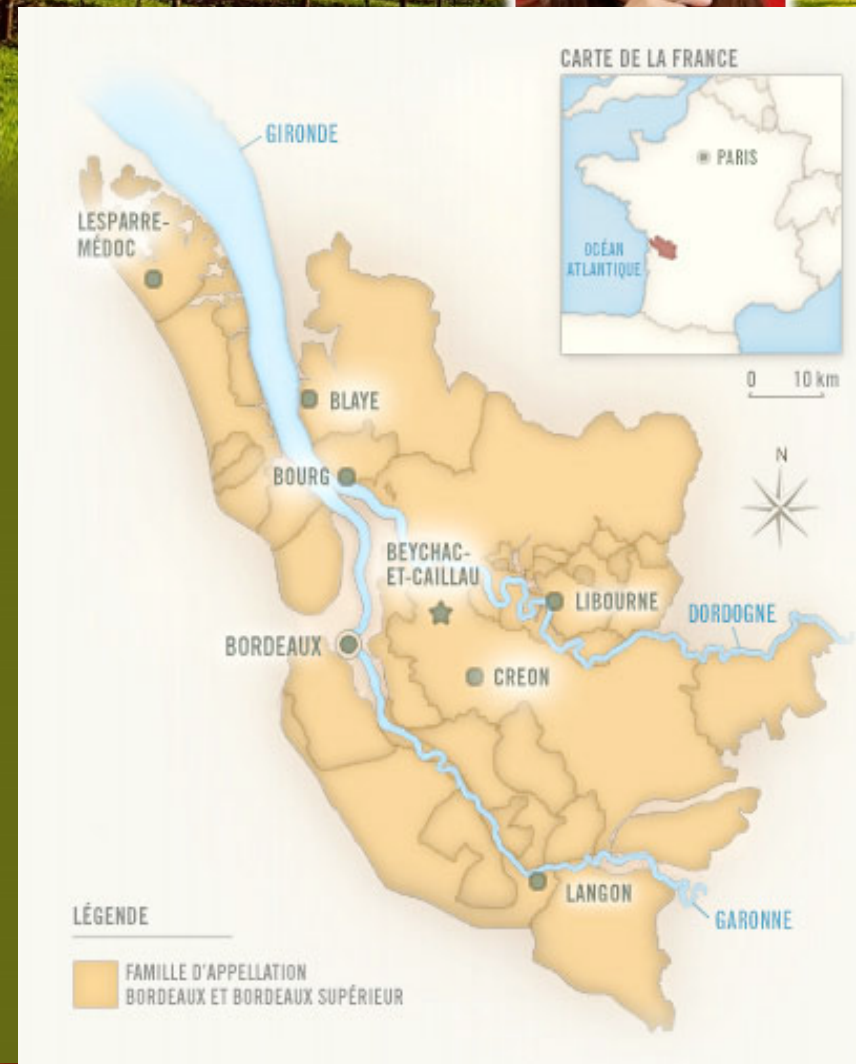 CARTE DE LA FRANCE
PARIS
OCÉAN
ATLANTIQUE
0 10 km
N
GIRONDE
LESPARRE-
MÉDOC
BLAYE
BOURG
BEYCHAC-
ET-CAILLAU
LIBOURNE
DORDOGNE
BORDEAUX
CREON
LANGON
GARONNE
LÉGENDE
FAMILLE D'APPELLATION
BORDEAUX ET BORDEAUX SUPÉRIEUR